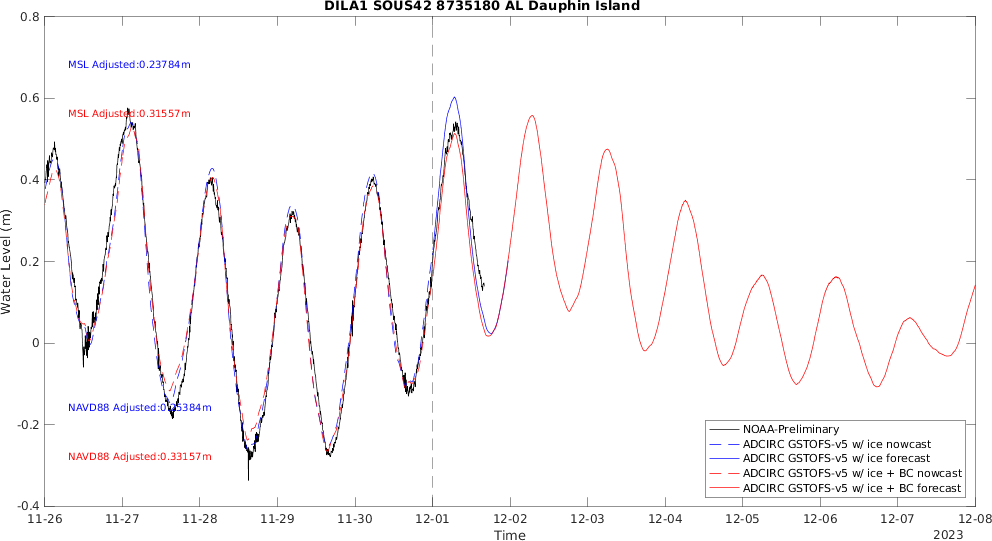 DILA1 SOUS42 8735180 AL Dauphin Island
0.8
0.6
0.4
0.2
0
-0.2
-0.4
Water Level (m)
MSL Adjusted:0.23784m
MSL Adjusted:0.31557m
NAVD88 Adjusted:0.25384m
NAVD88 Adjusted:0.33157m
NOAA-Preliminary
ADCIRC GSTOFS-v5 w/ ice nowcast
ADCIRC GSTOFS-v5 w/ ice forecast
ADCIRC GSTOFS-v5 w/ ice + BC nowcast
ADCIRC GSTOFS-v5 w/ ice + BC forecast
11-26 11-27 11-28 11-29 11-30 12-01 12-02 12-03 12-04 12-05 12-06 12-07 12-08
Time
2023